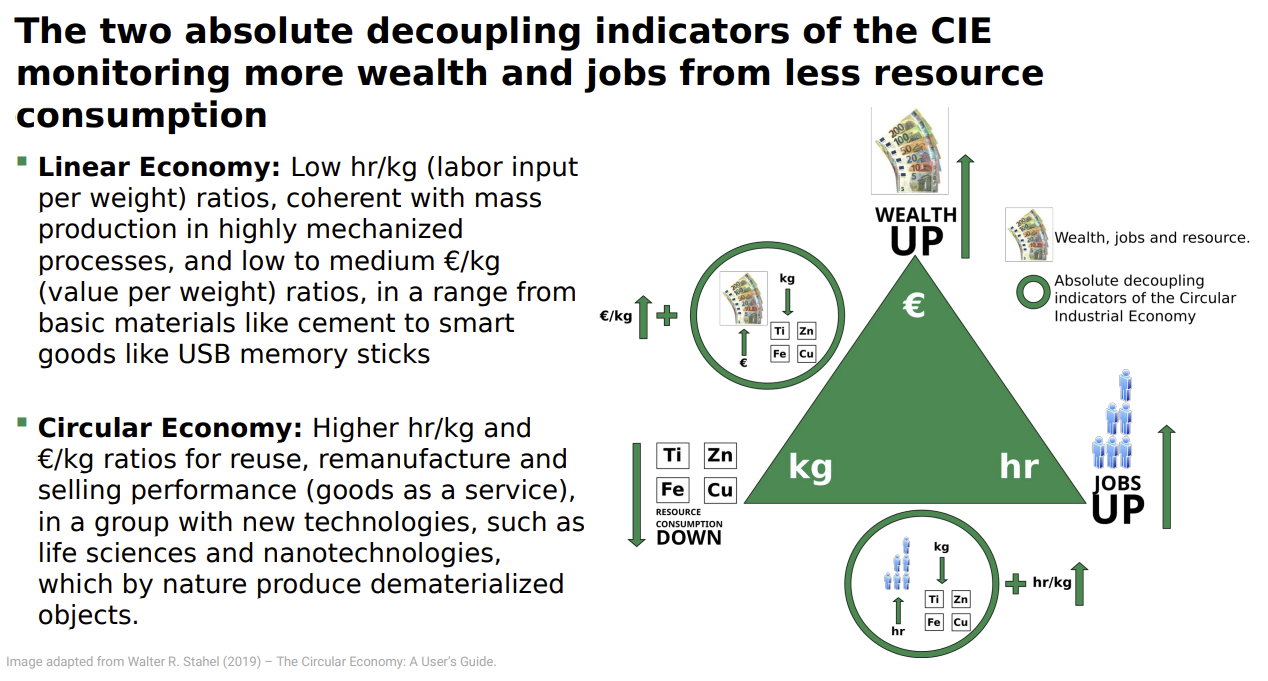 The two absolute decoupling indicators of the CIE
monitoring more wealth and jobs from less resource
consumption
▪ Linear Economy: Low hr/kg (labor input
per weight) ratios, coherent with mass
production in highly mechanized
processes, and low to medium €/kg
(value per weight) ratios, in a range from
basic materials like cement to smart
goods like USB memory sticks
▪ Circular Economy: Higher hr/kg and
€/kg ratios for reuse, remanufacture and
selling performance (goods as a service),
in a group with new technologies, such as
life sciences and nanotechnologies,
which by nature produce dematerialized
objects.
Image adapted from Walter R. Stahel (2019) – The Circular Economy: A User's Guide.
200
100
50
20
10
5
WEALTH
UP
Wealth, jobs and resource.
Absolute decoupling
indicators of the Circular
Industrial Economy
€/kg
kg
Ti Zn
Fe Cu
€
€
kg
hr
Ti Zn
Fe Cu
RESOURCE
CONSUMPTION
DOWN
JOBS
UP
kg
Ti Zn
Fe Cu
hr
hr/kg